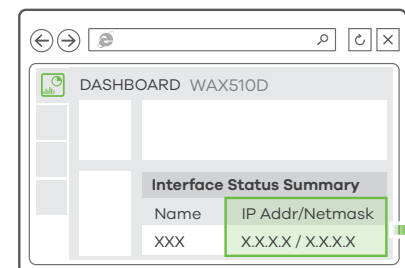 DASHBOARD WAX510D
Interface Status Summary
Name IP Addr/Netmask
XXX X.X.X.X / X.X.X.X